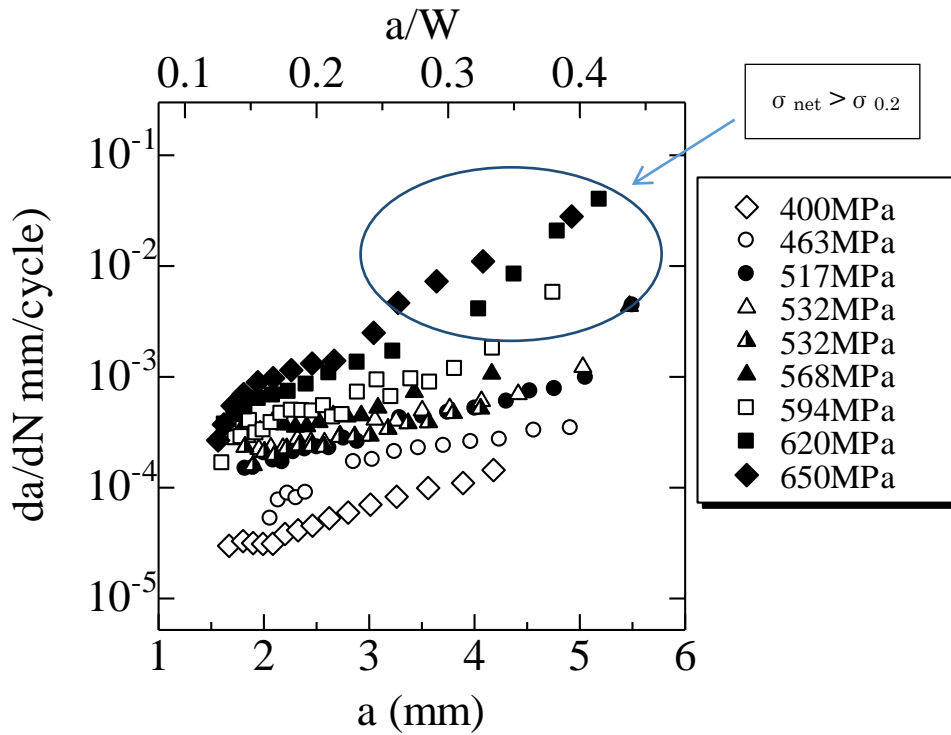 a/W
0.1 0.2 0.3 0.4
σ net > σ 0.2
10⁻¹
10⁻²
10⁻³
10⁻⁴
10⁻⁵
da/dN mm/cycle
400MPa
463MPa
517MPa
532MPa
532MPa
568MPa
594MPa
620MPa
650MPa
1 2 3 4 5 6
a (mm)